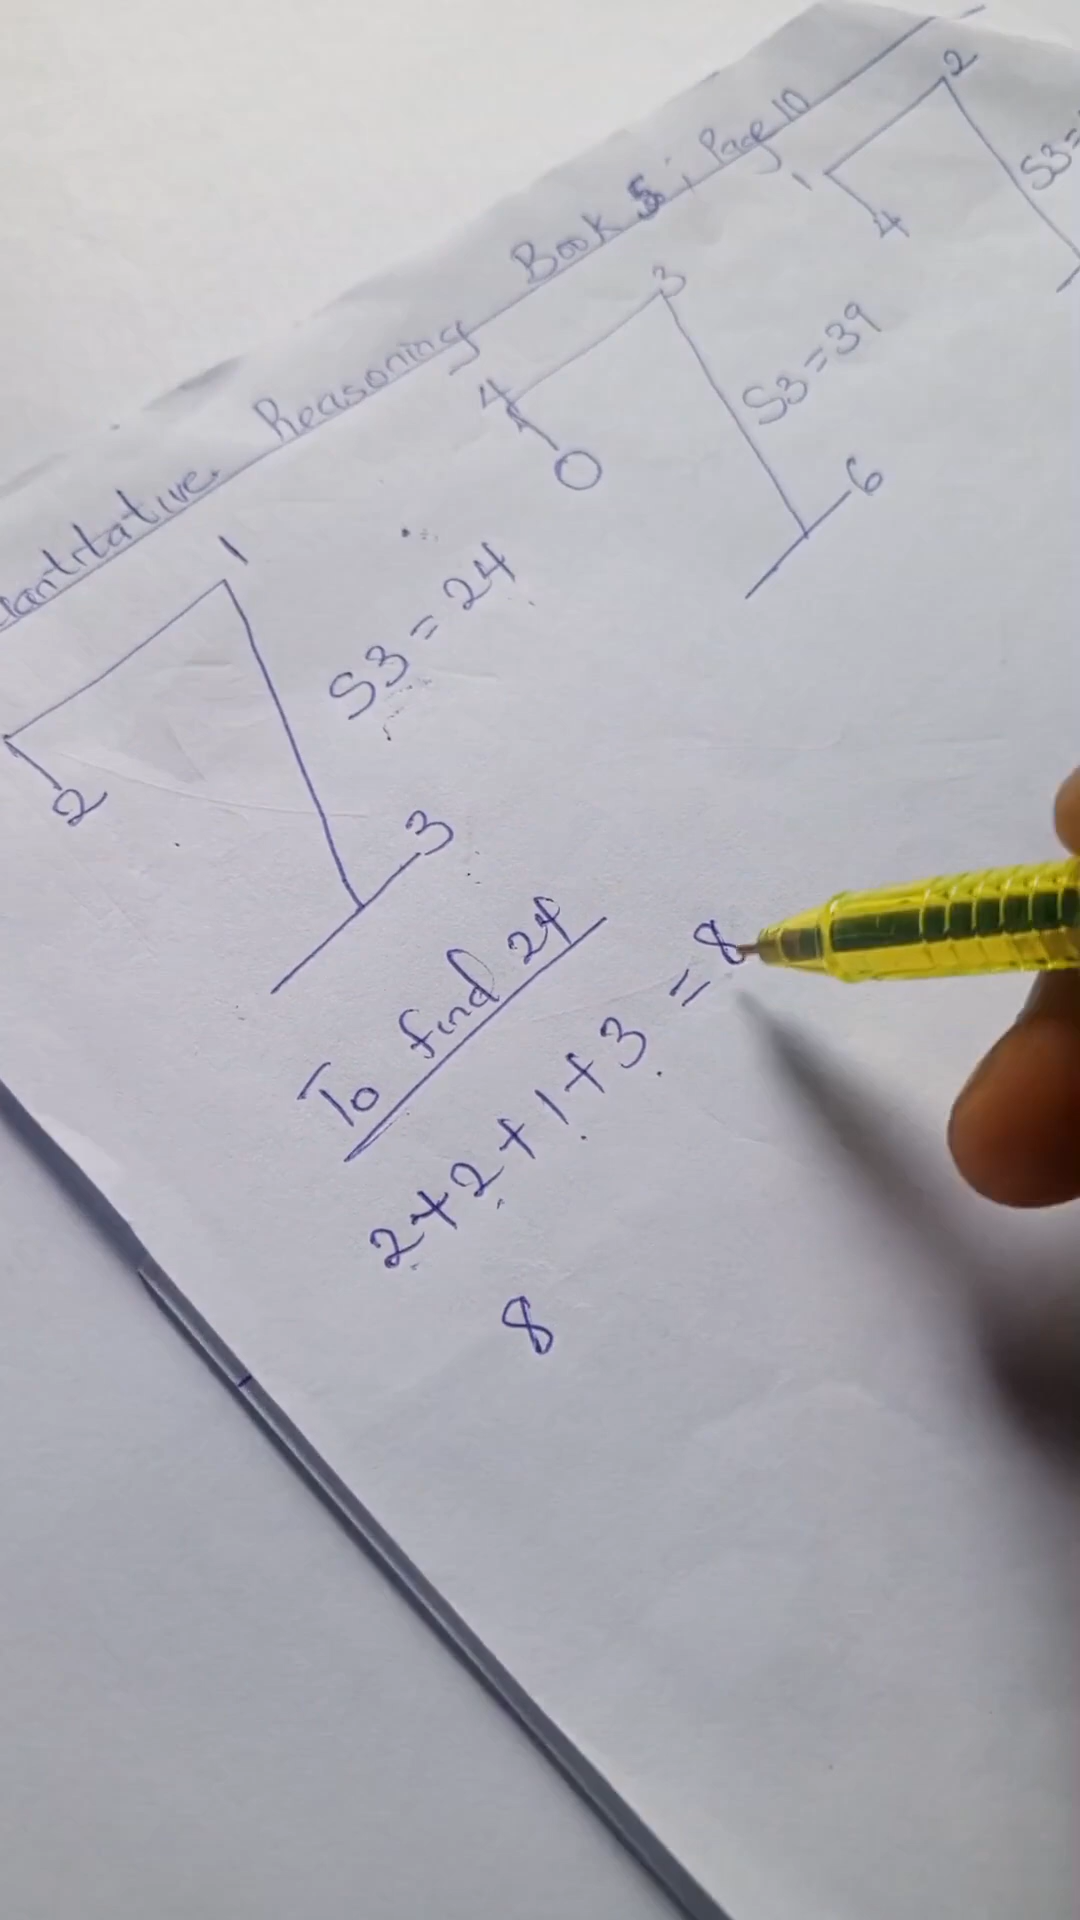 Quantitative Reasoning Book 5, Page 10
1
2
S3 = 24
3
3
4
0
S3 = 39
6
2
1
4
S3 =
To find 24
2+2+1+3 = 8
8